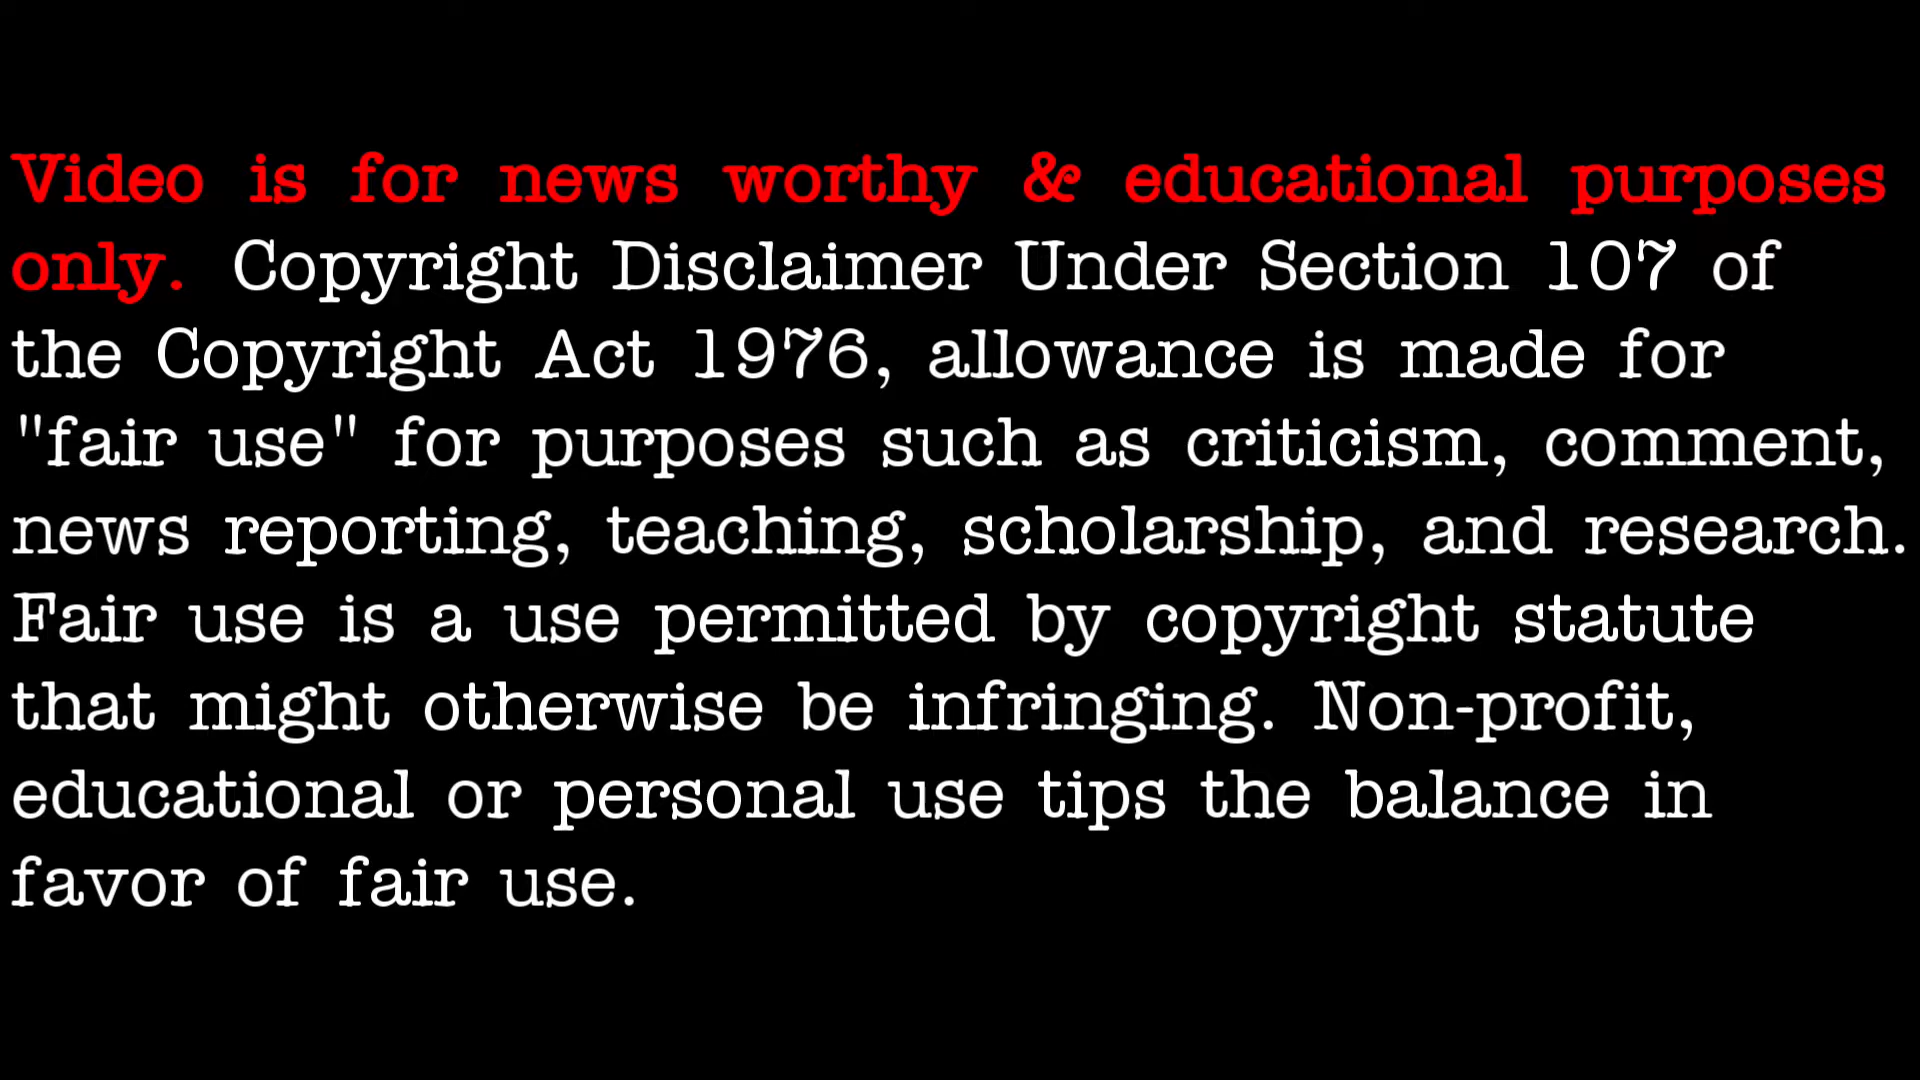 Video is for news worthy & educational purposes
only. Copyright Disclaimer Under Section 107 of
the Copyright Act 1976, allowance is made for
"fair use" for purposes such as criticism, comment,
news reporting, teaching, scholarship, and research.
Fair use is a use permitted by copyright statute
that might otherwise be infringing. Non-profit,
educational or personal use tips the balance in
favor of fair use.